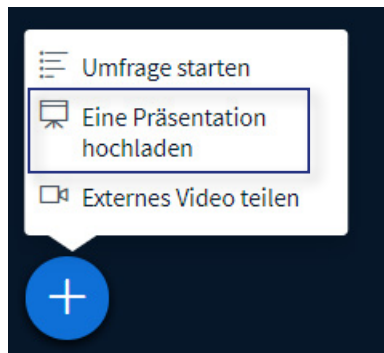 Umfrage starten
Eine Präsentation
hochladen
Externes Video teilen